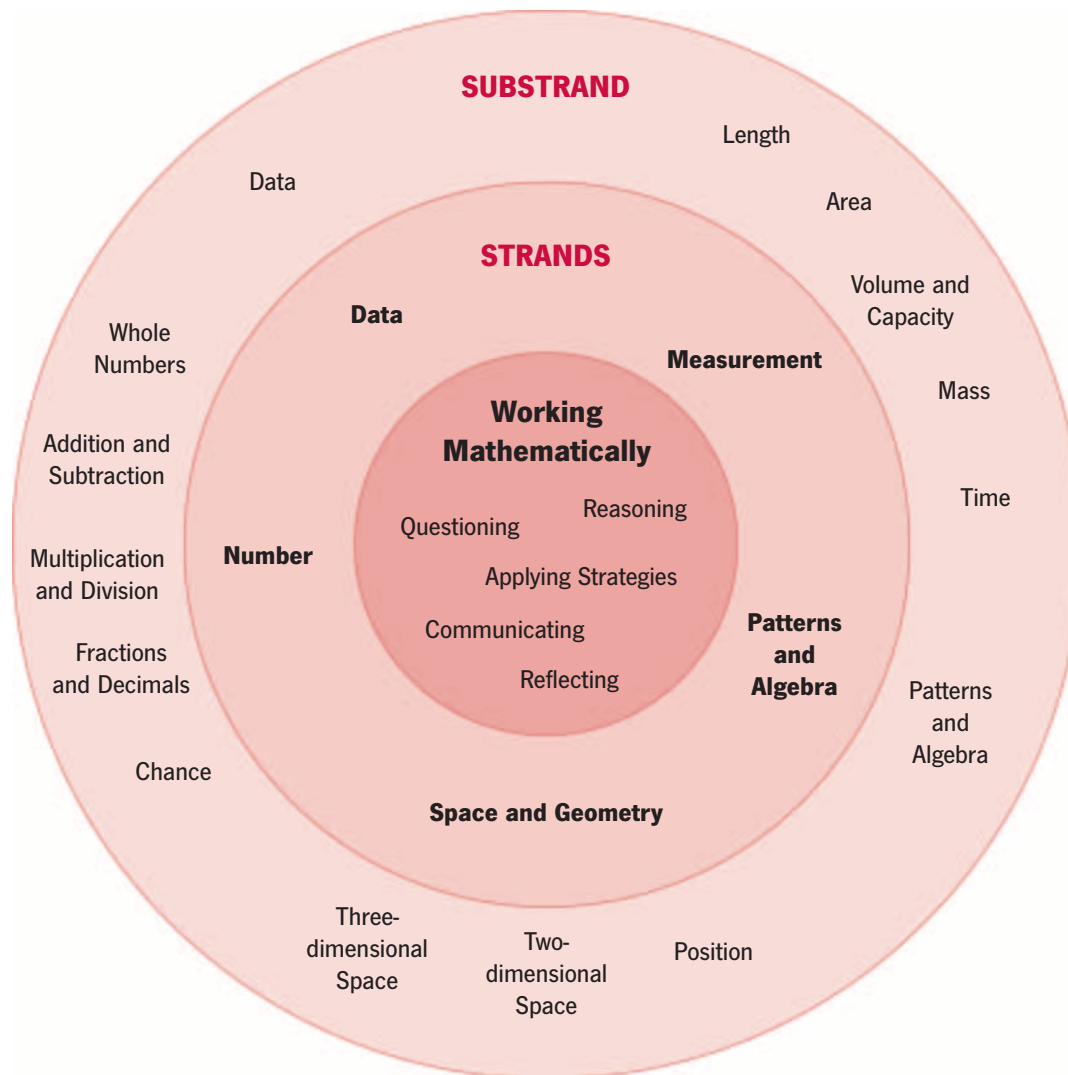 SUBSTRAND
Data
Length
Area
Volume and
Capacity
Mass
Time
Patterns
and
Algebra
Position
Two-
dimensional
Space
Three-
dimensional
Space
Chance
Fractions
and Decimals
Multiplication
and Division
Addition and
Subtraction
Whole
Numbers
STRANDS
Data
Measurement
Patterns
and
Algebra
Space and Geometry
Number
Working
Mathematically
Reasoning
Questioning
Applying Strategies
Communicating
Reflecting